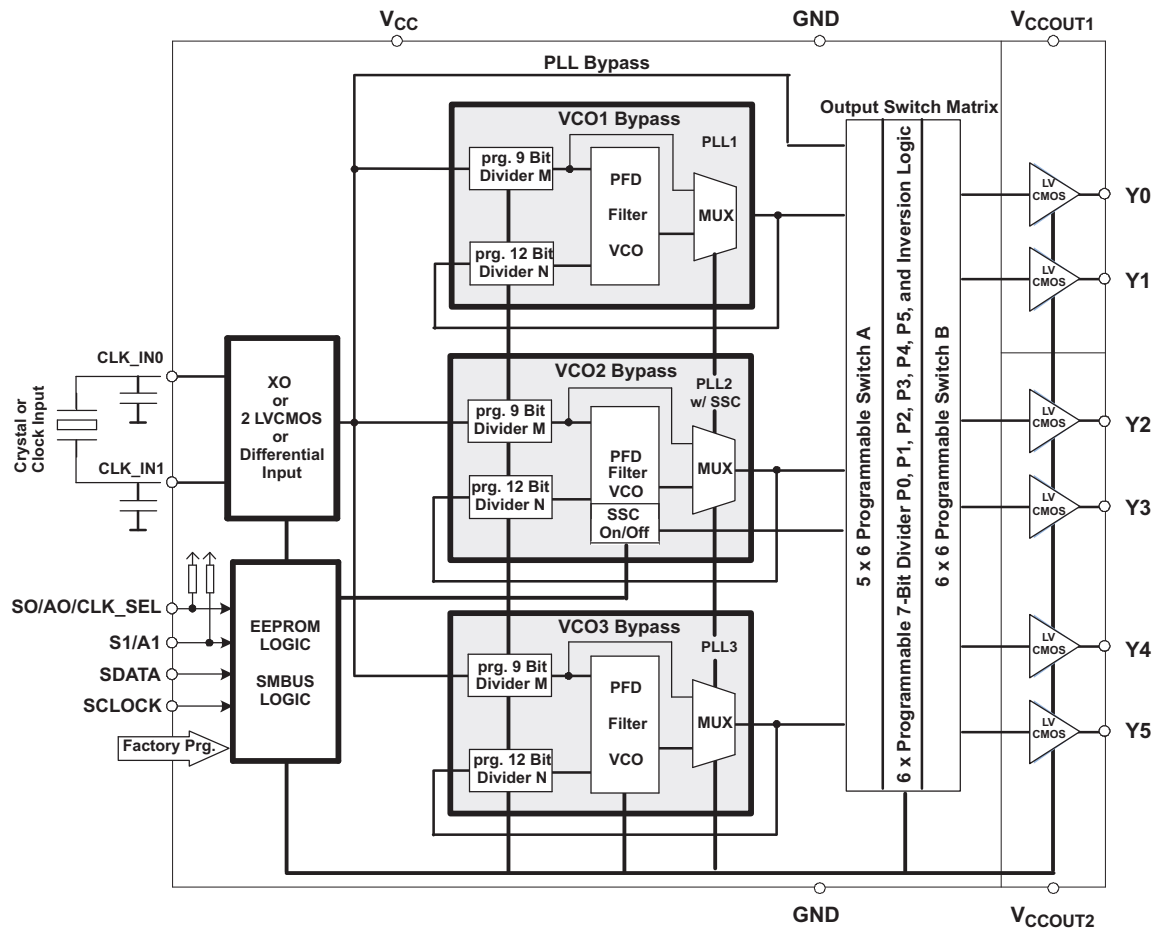 VCC
GND
VCCOUT1
PLL Bypass
Output Switch Matrix
VCO1 Bypass
PLL1
prg. 9 Bit
Divider M
PFD
Filter
VCO
MUX
prg. 12 Bit
Divider N
LV
CMOS
Y0
LV
CMOS
Y1
5 x 6 Programmable Switch A
6 x Programmable 7-Bit Divider P0, P1, P2, P3, P4, P5, and Inversion Logic
6 x 6 Programmable Switch B
Crystal or
Clock Input
CLK_IN0
CLK_IN1
XO
or
2 LVCMOS
or
Differential
Input
VCO2 Bypass
PLL2
w/ SSC
prg. 9 Bit
Divider M
PFD
Filter
VCO
MUX
prg. 12 Bit
Divider N
SSC
On/Off
LV
CMOS
Y2
LV
CMOS
Y3
SO/AO/CLK_SEL
S1/A1
SDATA
SCLOCK
Factory Prg.
EEPROM
LOGIC
SMBUS
LOGIC
VCO3 Bypass
PLL3
prg. 9 Bit
Divider M
PFD
Filter
VCO
MUX
prg. 12 Bit
Divider N
LV
CMOS
Y4
LV
CMOS
Y5
GND
VCCOUT2